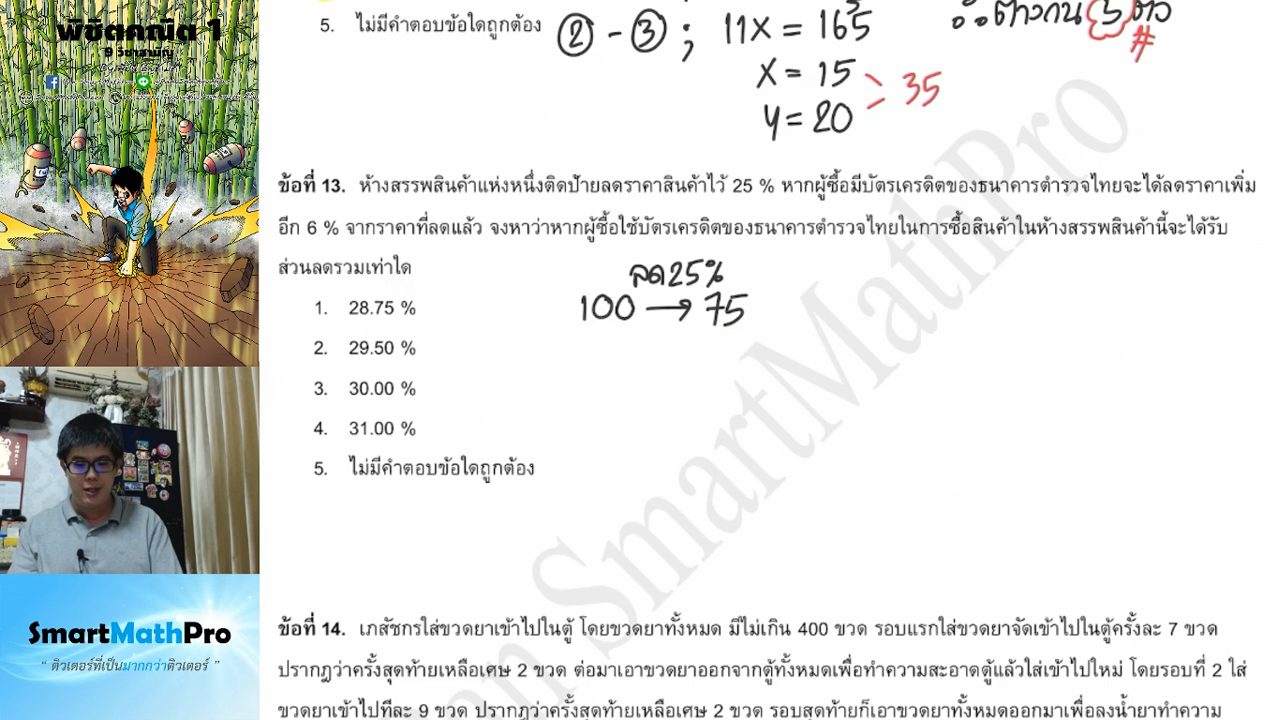 พิชิตคณิต 1
9 วิชาสามัญ
5. ไม่มีคำตอบข้อใดถูกต้อง
② - ③ ; 11X = 165
X = 15
y = 20
35
∴ ต่างกัน 5 ตัว
#
ข้อที่ 13. ห้างสรรพสินค้าแห่งหนึ่งติดป้ายลดราคาสินค้าไว้ 25 % หากผู้ซื้อมีบัตรเครดิตของธนาคารตำรวจไทยจะได้ลดราคาเพิ่ม
อีก 6 % จากราคาที่ลดแล้ว จงหาว่าหากผู้ซื้อใช้บัตรเครดิตของธนาคารตำรวจไทยในการซื้อสินค้าในห้างสรรพสินค้านี้จะได้รับ
ส่วนลดรวมเท่าใด
ลด 25%
100 → 75
1. 28.75 %
2. 29.50 %
3. 30.00 %
4. 31.00 %
5. ไม่มีคำตอบข้อใดถูกต้อง
ข้อที่ 14. เภสัชกรใส่ขวดยาเข้าไปในตู้ โดยขวดยาทั้งหมด มีไม่เกิน 400 ขวด รอบแรกใส่ขวดยาจัดเข้าไปในตู้ครั้งละ 7 ขวด
ปรากฏว่าครั้งสุดท้ายเหลือเศษ 2 ขวด ต่อมาเอาขวดยาออกจากตู้ทั้งหมดเพื่อทำความสะอาดตู้แล้วใส่เข้าไปใหม่ โดยรอบที่ 2 ใส่
ขวดยาเข้าไปทีละ 9 ขวด ปรากฏว่าครั้งสุดท้ายเหลือเศษ 2 ขวด รอบสุดท้ายก็เอาขวดยาทั้งหมดออกมาเพื่อลงน้ำยาทำความ
SmartMathPro
" ติวเตอร์ที่เป็นมากกว่าติวเตอร์ "
an SmartMathPro